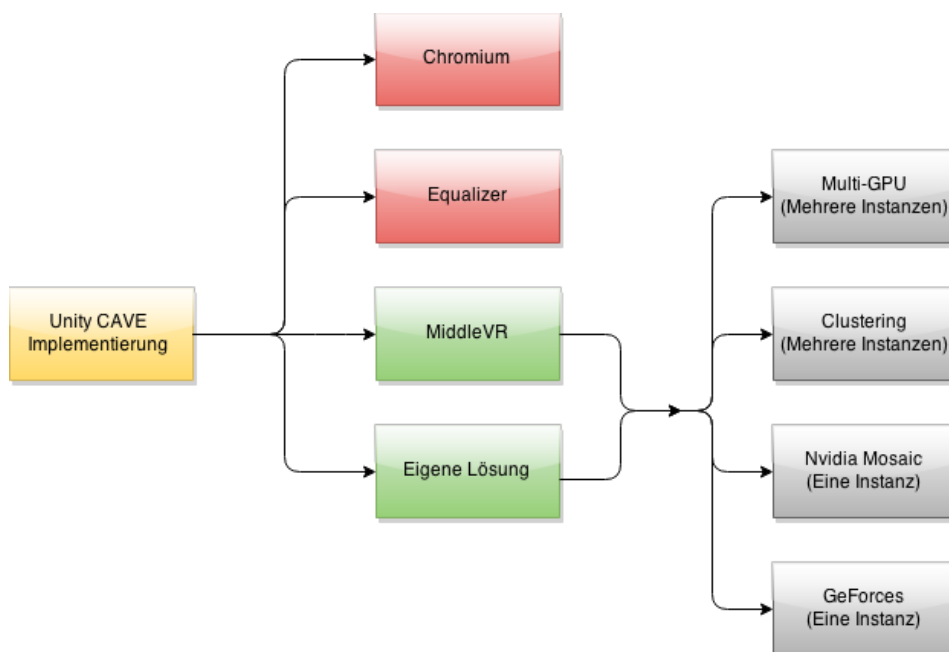 Unity CAVE
Implementierung
Chromium
Equalizer
MiddleVR
Eigene Lösung
Multi-GPU
(Mehrere Instanzen)
Clustering
(Mehrere Instanzen)
Nvidia Mosaic
(Eine Instanz)
GeForces
(Eine Instanz)